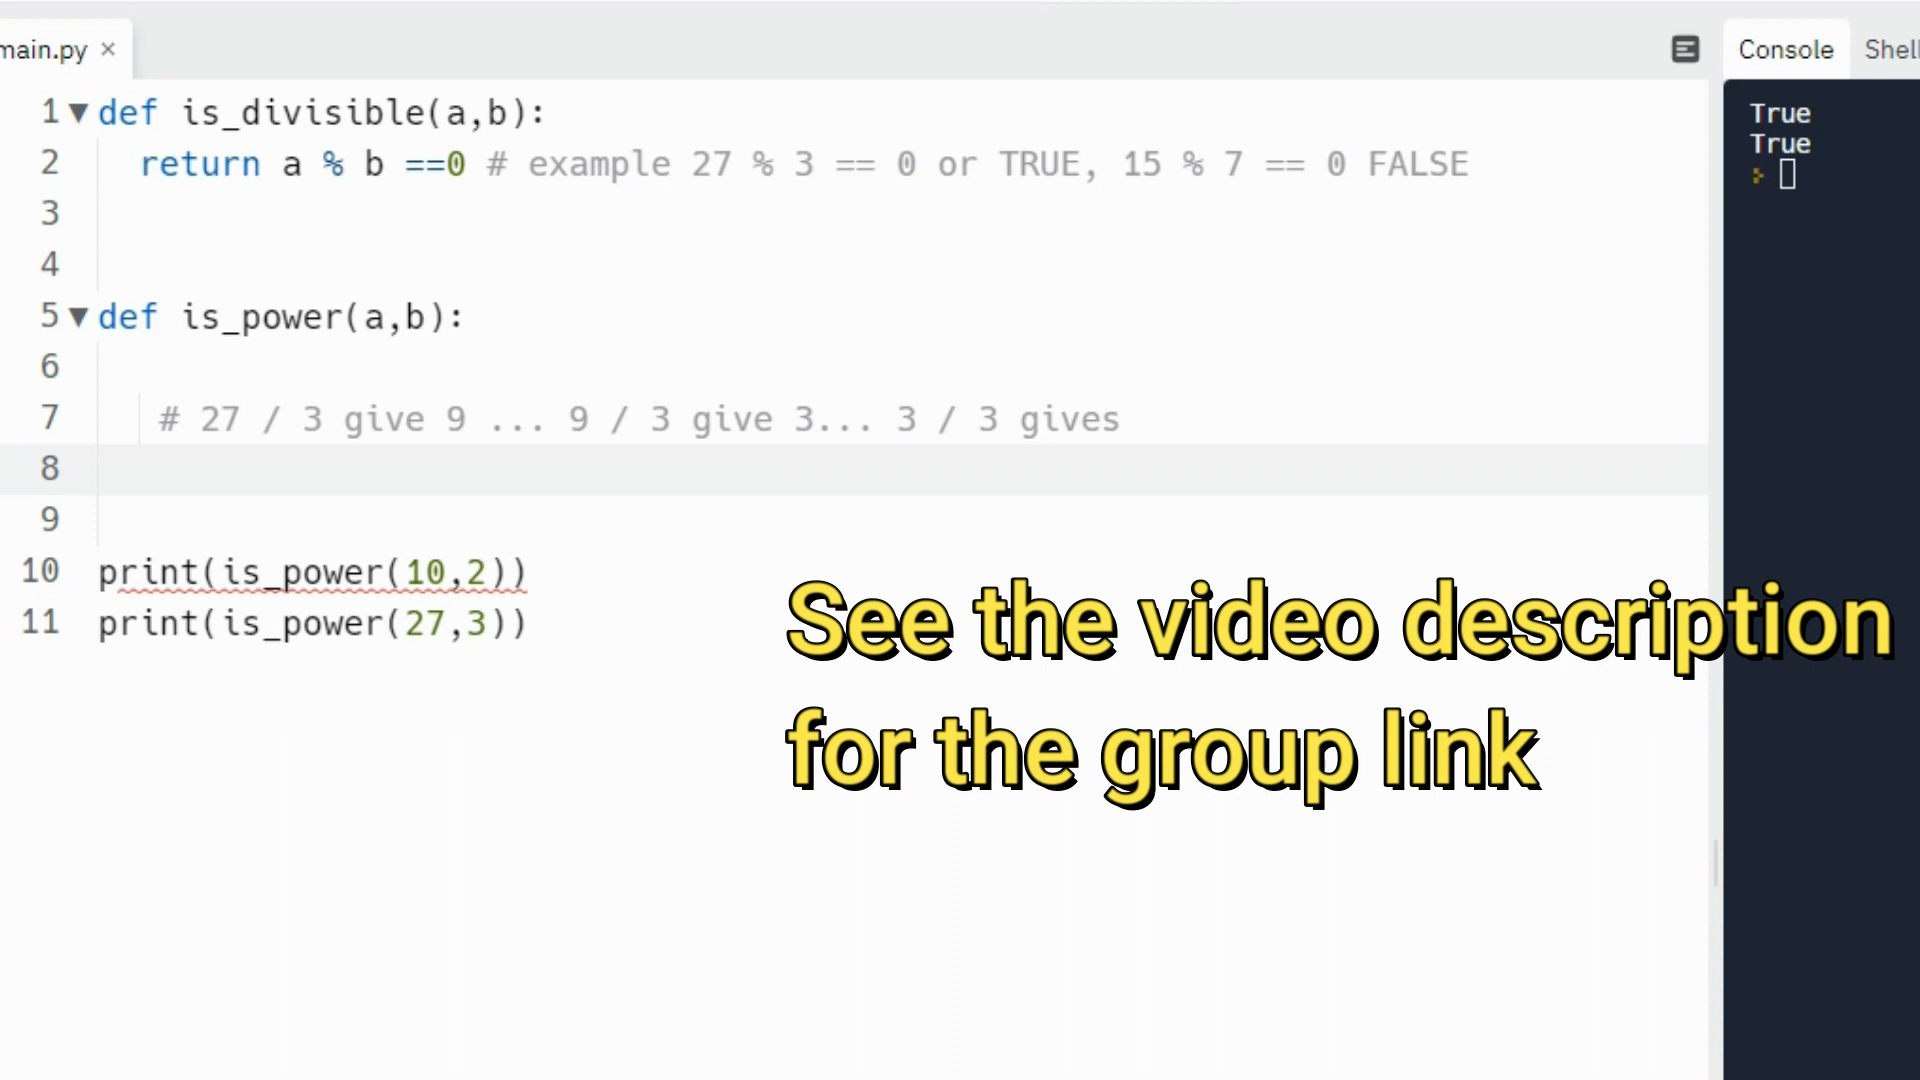 main.py ×
Console Shell
1 def is_divisible(a,b):
2 return a % b ==0 # example 27 % 3 == 0 or TRUE, 15 % 7 == 0 FALSE
3
4
5 def is_power(a,b):
6
7 # 27 / 3 give 9 ... 9 / 3 give 3... 3 / 3 gives
8
9
10 print(is_power(10,2))
11 print(is_power(27,3))
True
True
See the video description
for the group link